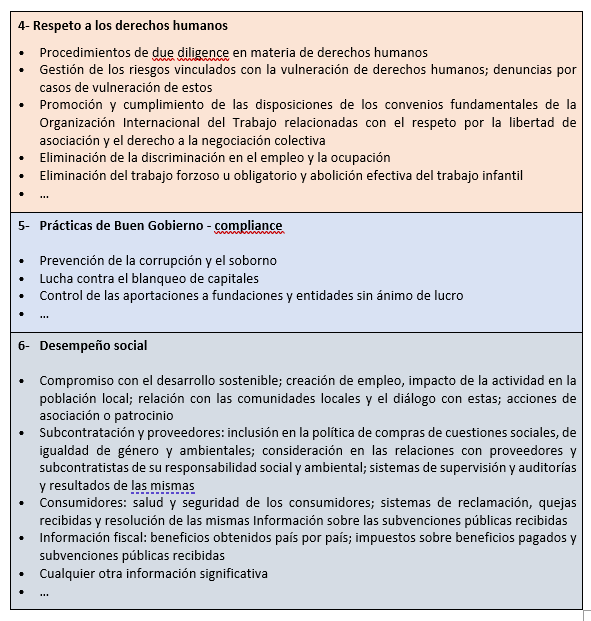 4- Respeto a los derechos humanos
• Procedimientos de due diligence en materia de derechos humanos
• Gestión de los riesgos vinculados con la vulneración de derechos humanos; denuncias por
casos de vulneración de estos
• Promoción y cumplimiento de las disposiciones de los convenios fundamentales de la
Organización Internacional del Trabajo relacionadas con el respeto por la libertad de
asociación y el derecho a la negociación colectiva
• Eliminación de la discriminación en el empleo y la ocupación
• Eliminación del trabajo forzoso u obligatorio y abolición efectiva del trabajo infantil
• ...
5- Prácticas de Buen Gobierno - compliance
• Prevención de la corrupción y el soborno
• Lucha contra el blanqueo de capitales
• Control de las aportaciones a fundaciones y entidades sin ánimo de lucro
• ...
6- Desempeño social
• Compromiso con el desarrollo sostenible; creación de empleo, impacto de la actividad en la
población local; relación con las comunidades locales y el diálogo con estas; acciones de
asociación o patrocinio
• Subcontratación y proveedores: inclusión en la política de compras de cuestiones sociales, de
igualdad de género y ambientales; consideración en las relaciones con proveedores y
subcontratistas de su responsabilidad social y ambiental; sistemas de supervisión y auditorías
y resultados de las mismas
• Consumidores: salud y seguridad de los consumidores; sistemas de reclamación, quejas
recibidas y resolución de las mismas Información sobre las subvenciones públicas recibidas
• Información fiscal: beneficios obtenidos país por país; impuestos sobre beneficios pagados y
subvenciones públicas recibidas
• Cualquier otra información significativa
• ...